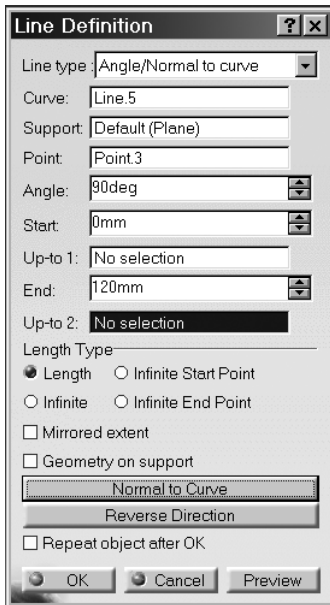 Line Definition ? ×
Line type : Angle/Normal to curve
Curve: Line.5
Support: Default (Plane)
Point: Point.3
Angle: 90deg
Start: 0mm
Up-to 1: No selection
End: 120mm
Up-to 2: No selection
Length Type
Length Infinite Start Point
Infinite Infinite End Point
Mirrored extent
Geometry on support
Normal to Curve
Reverse Direction
Repeat object after OK
OK Cancel Preview